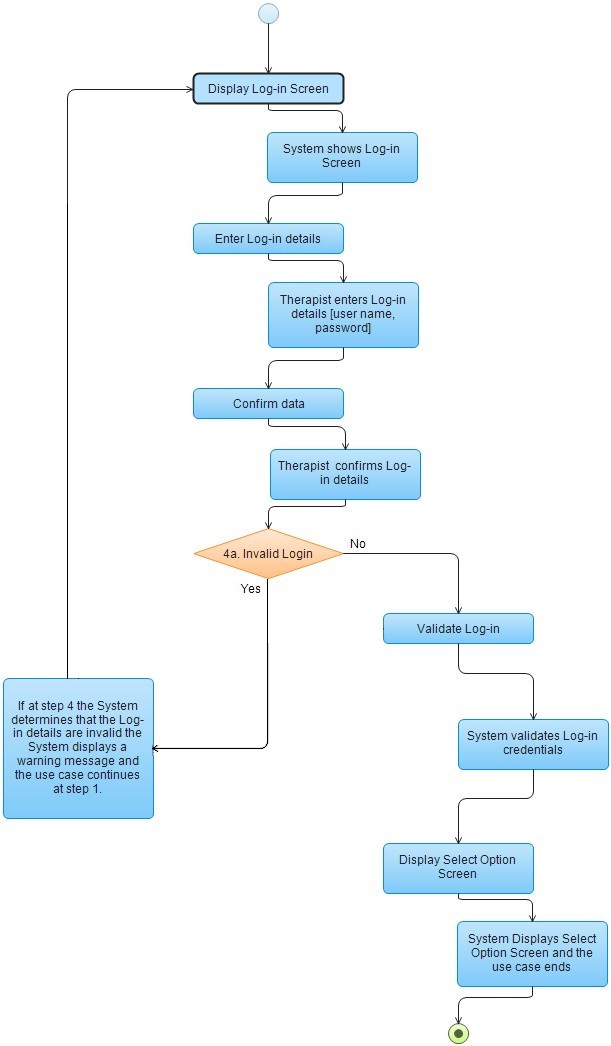 Display Log-in Screen
System shows Log-in
Screen
Enter Log-in details
Therapist enters Log-in
details [user name,
password]
Confirm data
Therapist confirms Log-
in details
4a. Invalid Login
No
Yes
Validate Log-in
If at step 4 the System
determines that the Log-
in details are invalid the
System displays a
warning message and
the use case continues
at step 1.
System validates Log-in
credentials
Display Select Option
Screen
System Displays Select
Option Screen and the
use case ends